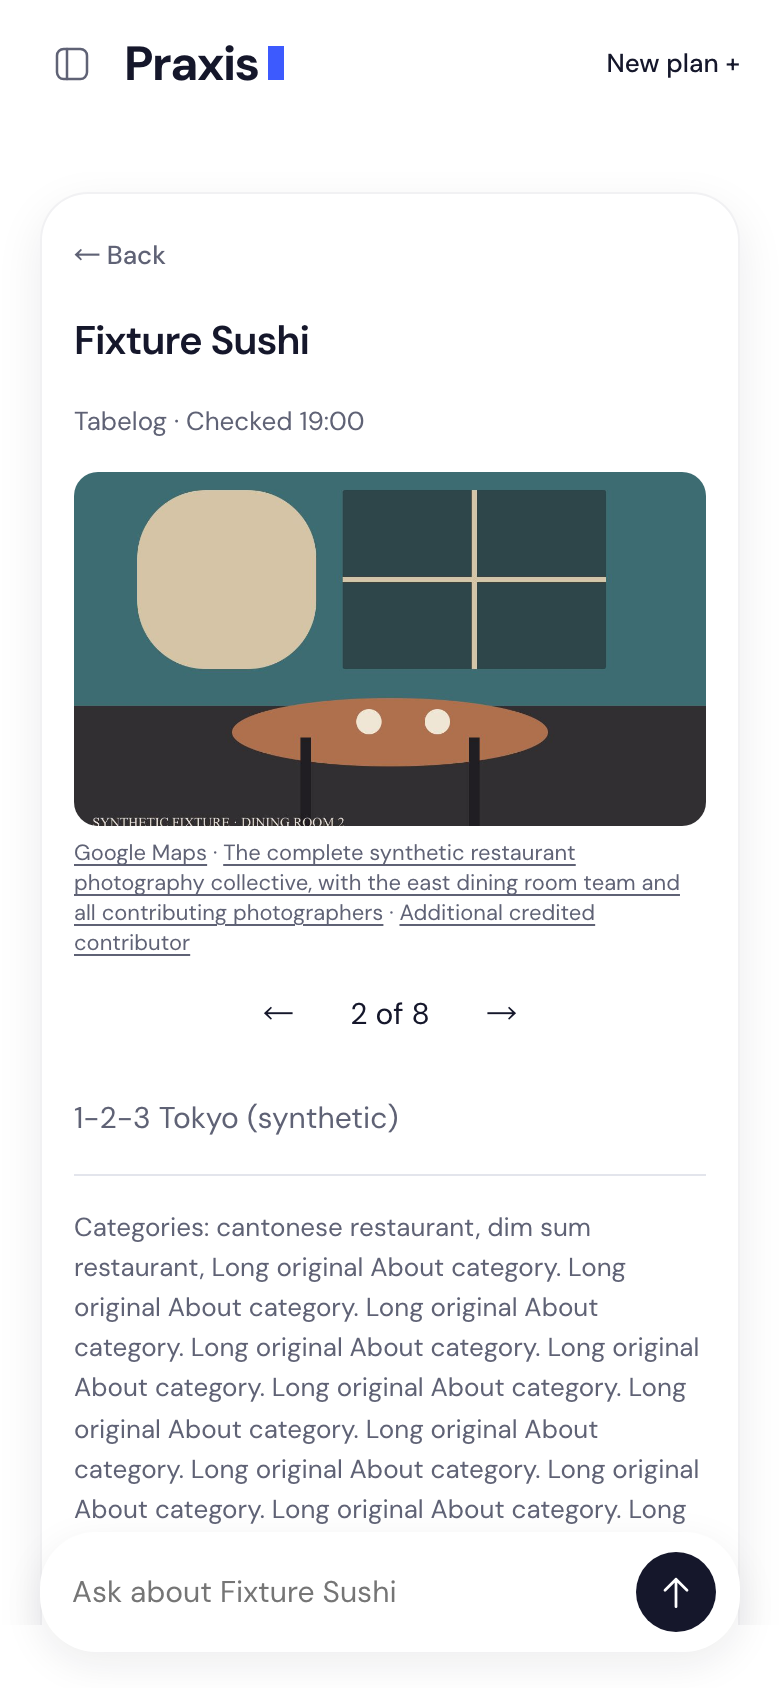 Praxis
New plan +
← Back
Fixture Sushi
Tabelog · Checked 19:00
SYNTHETIC FIXTURE · DINING ROOM 2
Google Maps · The complete synthetic restaurant
photography collective, with the east dining room team and
all contributing photographers · Additional credited
contributor
← 2 of 8 →
1-2-3 Tokyo (synthetic)
Categories: cantonese restaurant, dim sum
restaurant, Long original About category. Long
original About category. Long original About
category. Long original About category. Long original
About category. Long original About category. Long
original About category. Long original About
category. Long original About category. Long original
About category. Long original About category. Long
Ask about Fixture Sushi